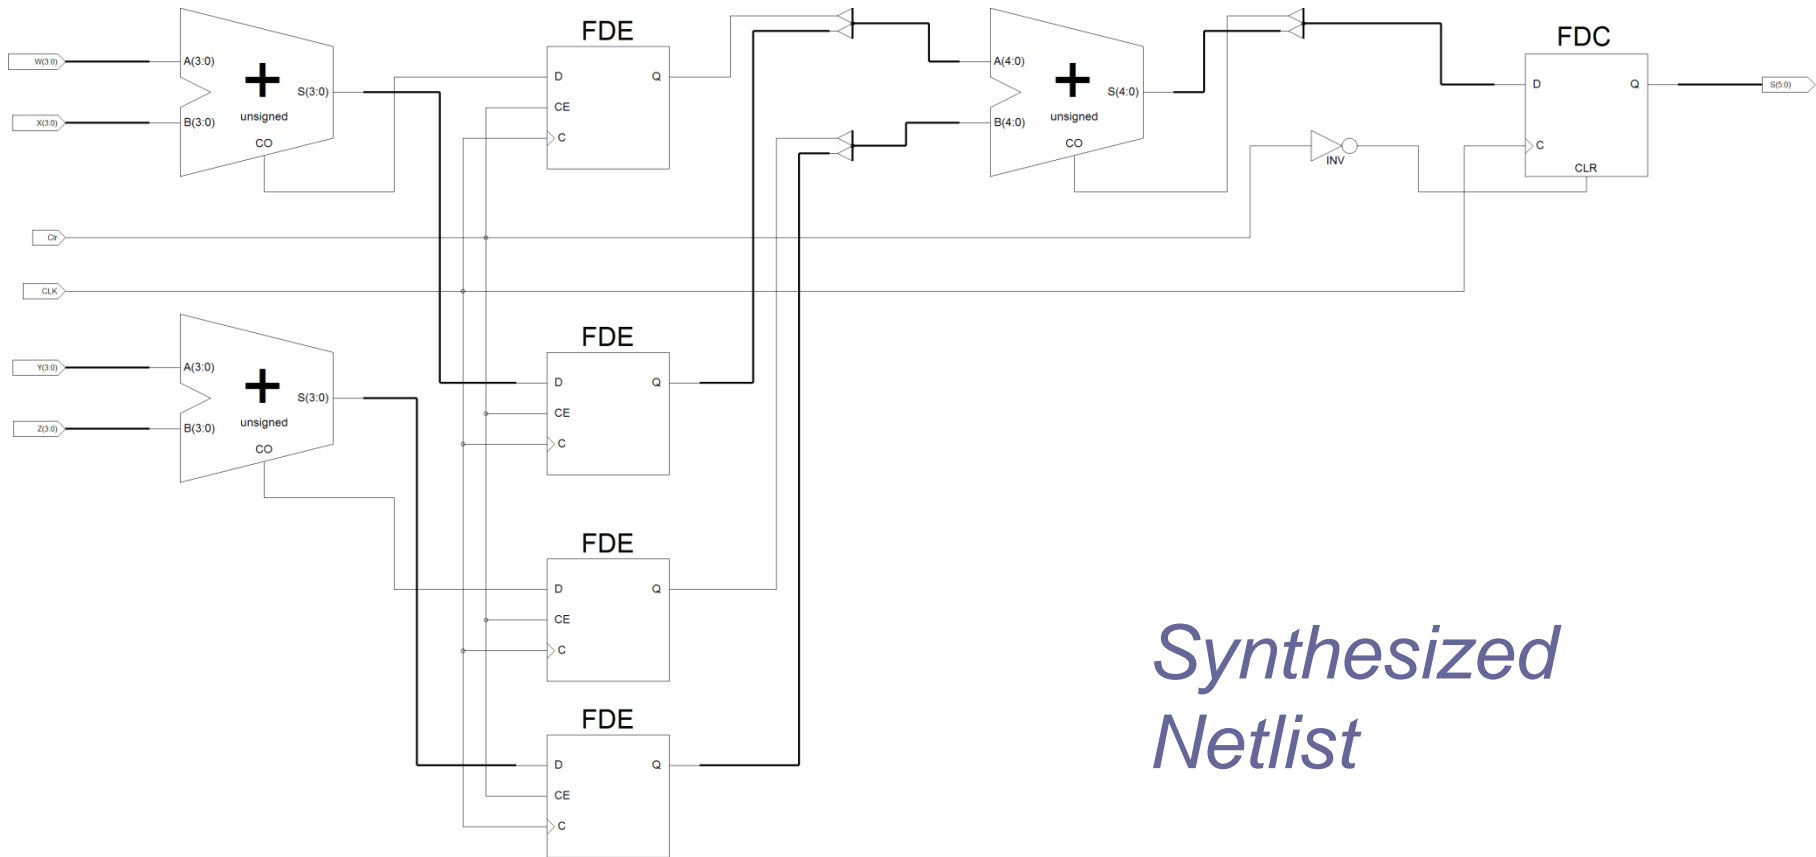 FDE
FDC
W(3:0)
A(3:0)
+
S(3:0)
unsigned
X(3:0)
B(3:0)
CO
D
Q
CE
C
A(4:0)
+
S(4:0)
unsigned
B(4:0)
CO
D
Q
S(5:0)
C
INV
CLR
Clr
CLK
FDE
Y(3:0)
A(3:0)
+
S(3:0)
unsigned
Z(3:0)
B(3:0)
CO
D
Q
CE
C
FDE
D
Q
CE
C
FDE
D
Q
CE
C
Synthesized
Netlist